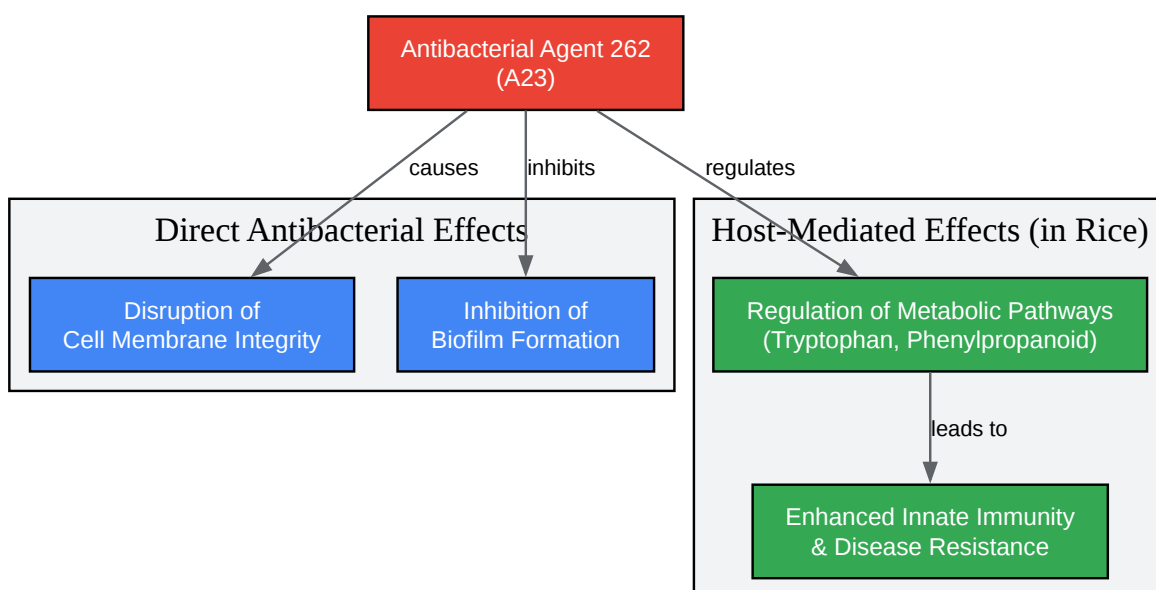 Antibacterial Agent 262
(A23)
causes
inhibits
regulates
Direct Antibacterial Effects
Host-Mediated Effects (in Rice)
Disruption of
Cell Membrane Integrity
Inhibition of
Biofilm Formation
Regulation of Metabolic Pathways
(Tryptophan, Phenylpropanoid)
leads to
Enhanced Innate Immunity
& Disease Resistance